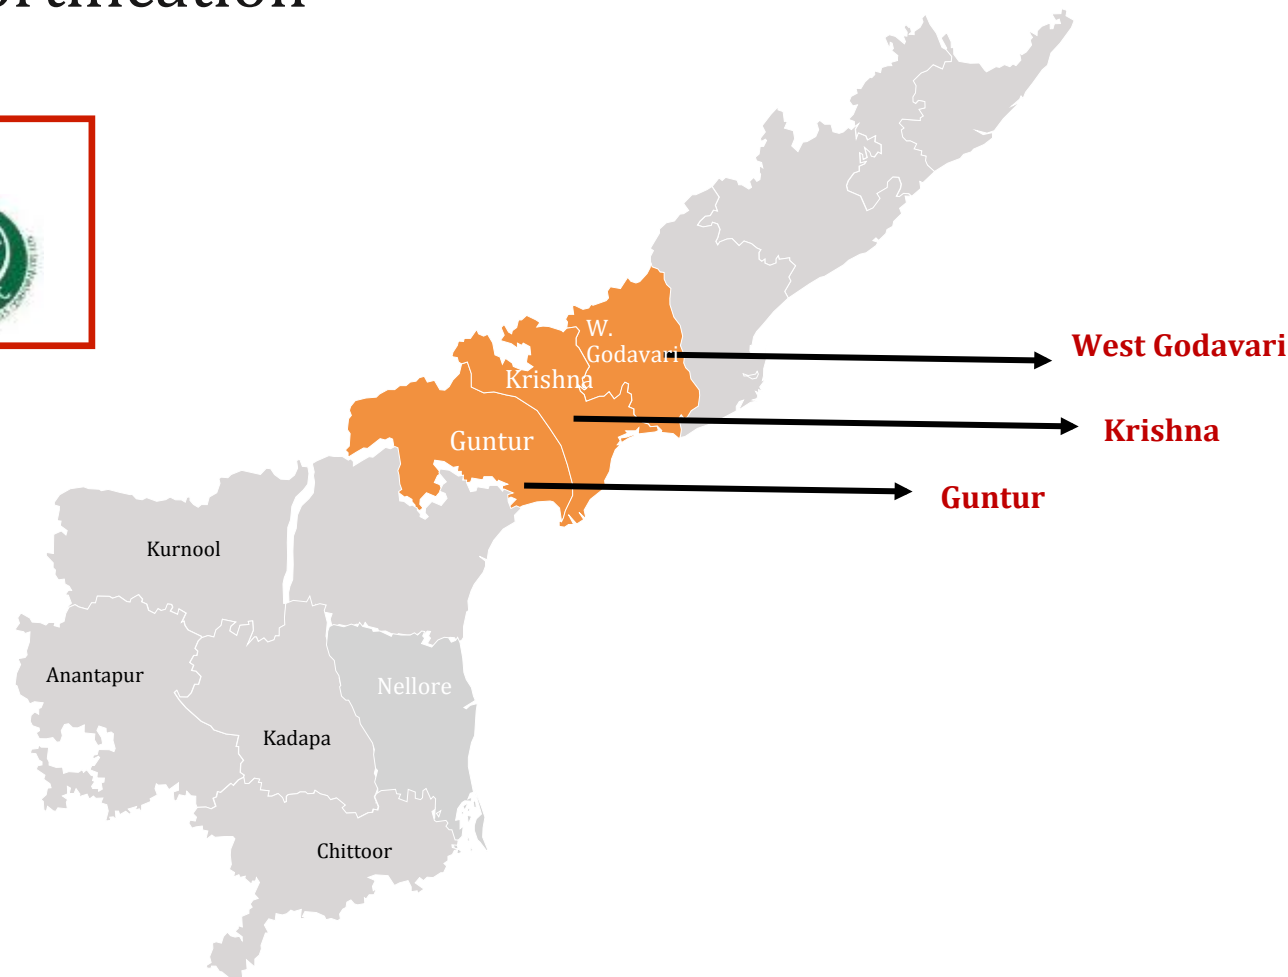 W.
Godavari
West Godavari
Krishna
Krishna
Guntur
Guntur
Kurnool
Anantapur
Nellore
Kadapa
Chittoor